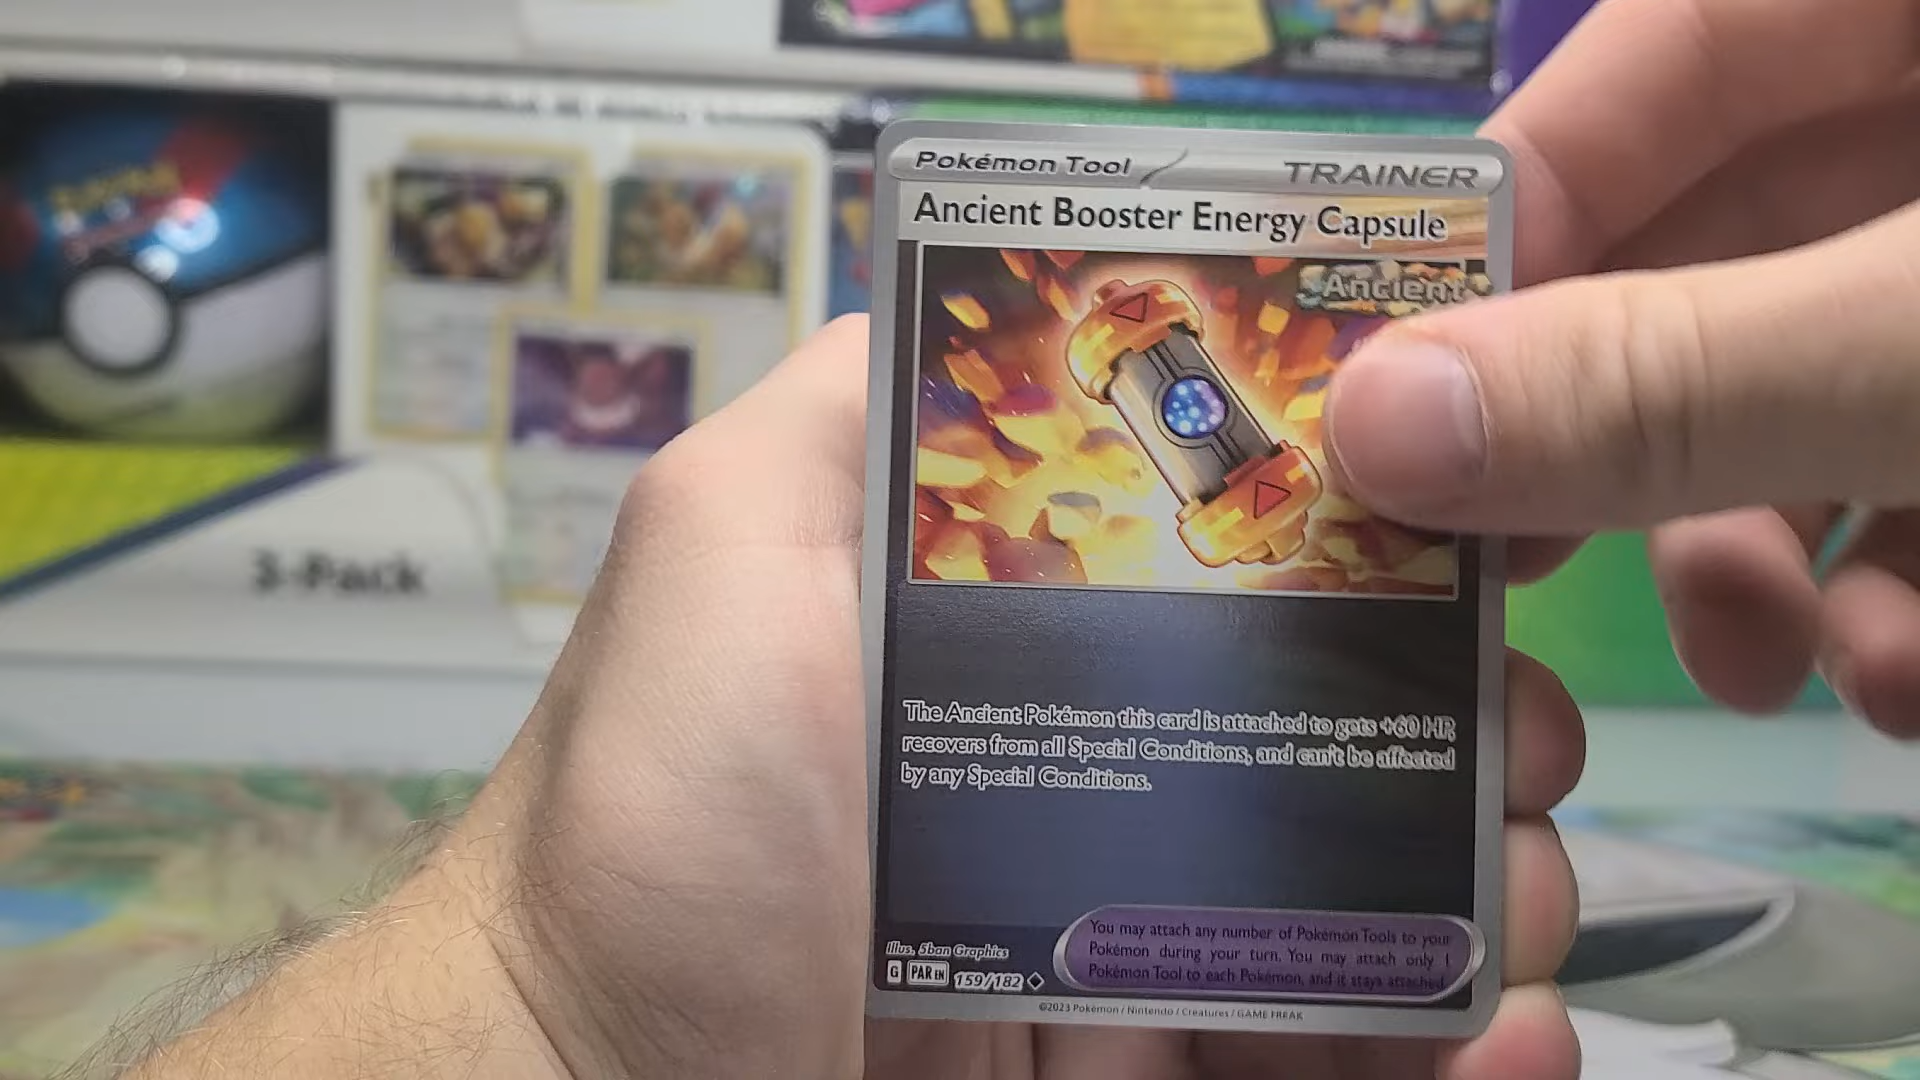 Pokémon Tool
TRAINER
Ancient Booster Energy Capsule
Ancient
The Ancient Pokémon this card is attached to gets +60 HP,
recovers from all Special Conditions, and can't be affected
by any Special Conditions.
You may attach any number of Pokémon Tools to your
Pokémon during your turn. You may attach only 1
Pokémon Tool to each Pokémon, and it stays attached.
Illus. 5ban Graphics
G PAR EN 159/182
©2023 Pokémon / Nintendo / Creatures / GAME FREAK
3-Pack